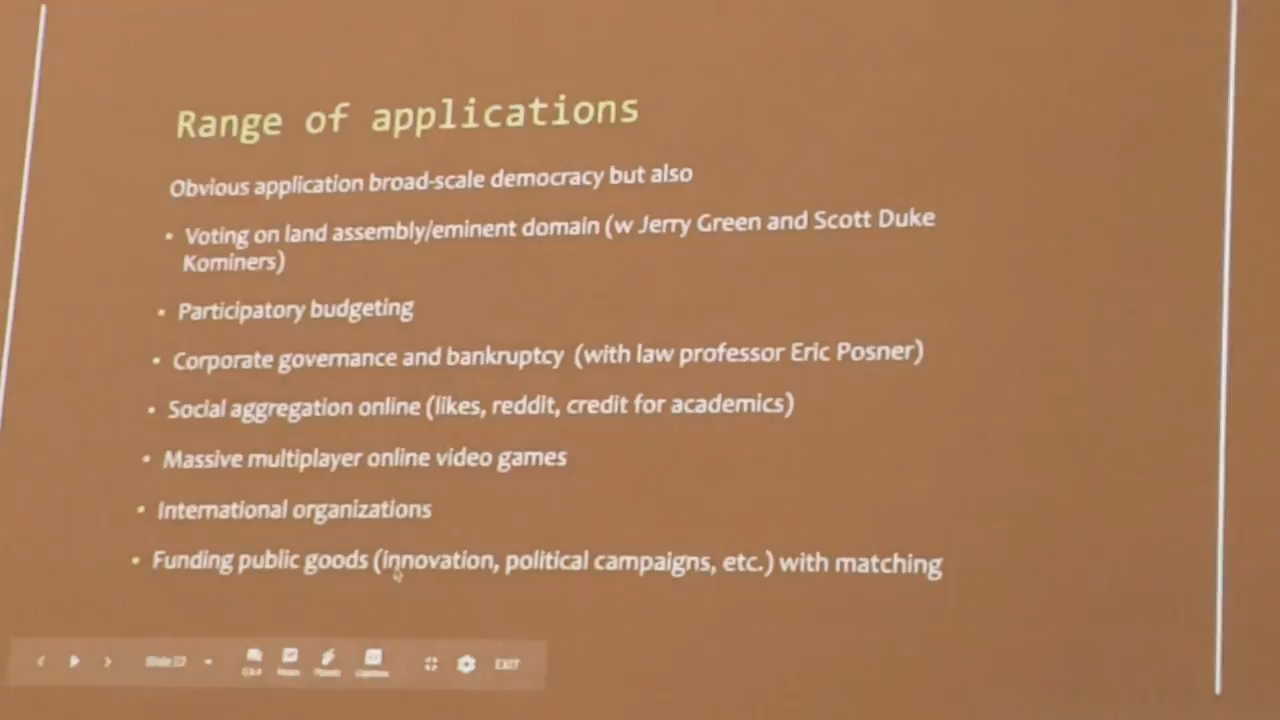 Range of applications
Obvious application broad-scale democracy but also
• Voting on land assembly/eminent domain (w Jerry Green and Scott Duke
Kominers)
• Participatory budgeting
• Corporate governance and bankruptcy (with law professor Eric Posner)
• Social aggregation online (likes, reddit, credit for academics)
• Massive multiplayer online video games
• International organizations
• Funding public goods (innovation, political campaigns, etc.) with matching
EXIT